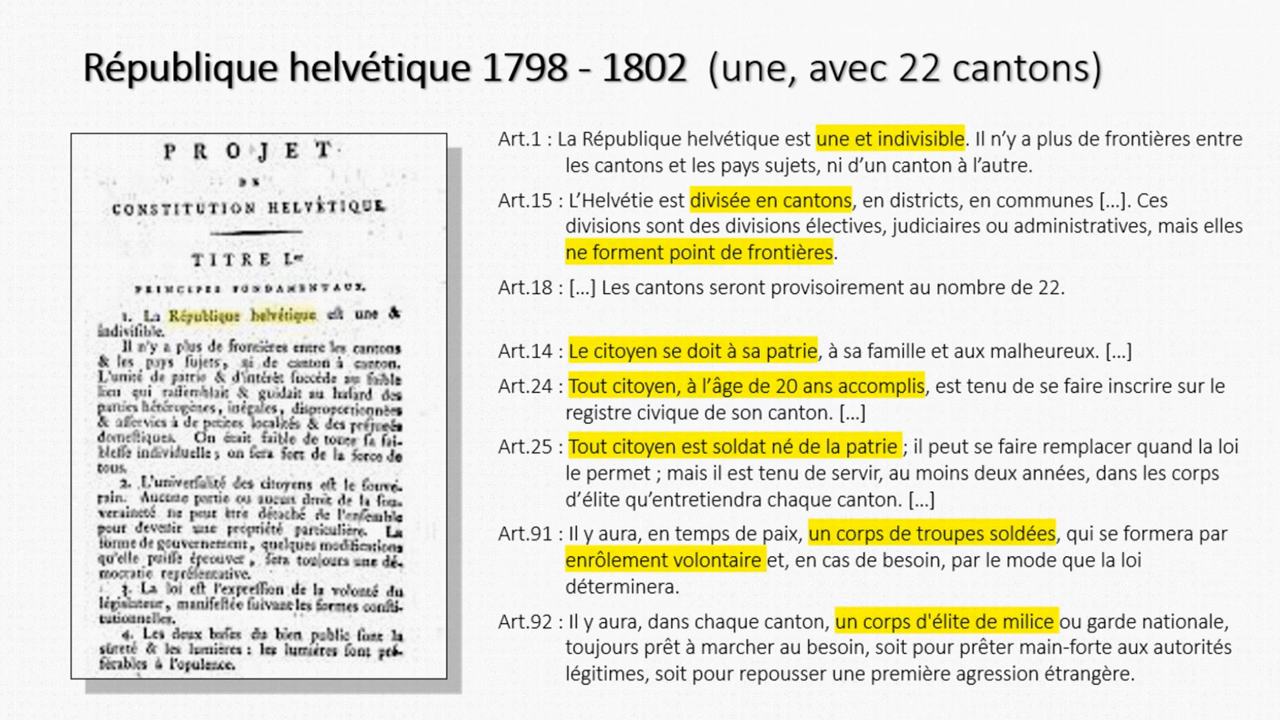 République helvétique 1798 - 1802 (une, avec 22 cantons)
PROJET
DE
CONSTITUTION HELVÉTIQUE
TITRE Ier
PRINCIPES FONDAMENTAUX.
1. La République helvétique est une &
indivisible.
Il n'y a plus de frontières entre les cantons
& les pays sujets, ni de canton à canton.
L'unité de patrie & d'intérêt succède au foible
lien qui rassembloit & guidoit au hasard des
parties hétérogènes, inégales, disproportionnées
& asservies à de petites localités & des préjugés
domestiques. On étoit foible de toute sa foi-
blesse individuelle ; on sera fort de la force de
tous.
2. L'universalité des citoyens est le souve-
rain. Aucune partie ou aucun droit de la sou-
veraineté ne peut être détaché de l'ensemble
pour devenir une propriété particulière. La
forme de gouvernement, quelques modifications
qu'elle puisse éprouver, sera toujours une dé-
mocratie représentative.
3. La loi est l'expression de la volonté du
législateur, manifestée suivant les formes consti-
tutionnelles.
4. Les deux bases du bien public sont la
sûreté & les lumières : les lumières sont pré-
férables à l'opulence.
Art.1 : La République helvétique est une et indivisible. Il n’y a plus de frontières entre
les cantons et les pays sujets, ni d’un canton à l’autre.
Art.15 : L’Helvétie est divisée en cantons, en districts, en communes [...]. Ces
divisions sont des divisions électives, judiciaires ou administratives, mais elles
ne forment point de frontières.
Art.18 : [...] Les cantons seront provisoirement au nombre de 22.
Art.14 : Le citoyen se doit à sa patrie, à sa famille et aux malheureux. [...]
Art.24 : Tout citoyen, à l’âge de 20 ans accomplis, est tenu de se faire inscrire sur le
registre civique de son canton. [...]
Art.25 : Tout citoyen est soldat né de la patrie ; il peut se faire remplacer quand la loi
le permet ; mais il est tenu de servir, au moins deux années, dans les corps
d’élite qu’entretiendra chaque canton. [...]
Art.91 : Il y aura, en temps de paix, un corps de troupes soldées, qui se formera par
enrôlement volontaire et, en cas de besoin, par le mode que la loi
déterminera.
Art.92 : Il y aura, dans chaque canton, un corps d'élite de milice ou garde nationale,
toujours prêt à marcher au besoin, soit pour prêter main-forte aux autorités
légitimes, soit pour repousser une première agression étrangère.